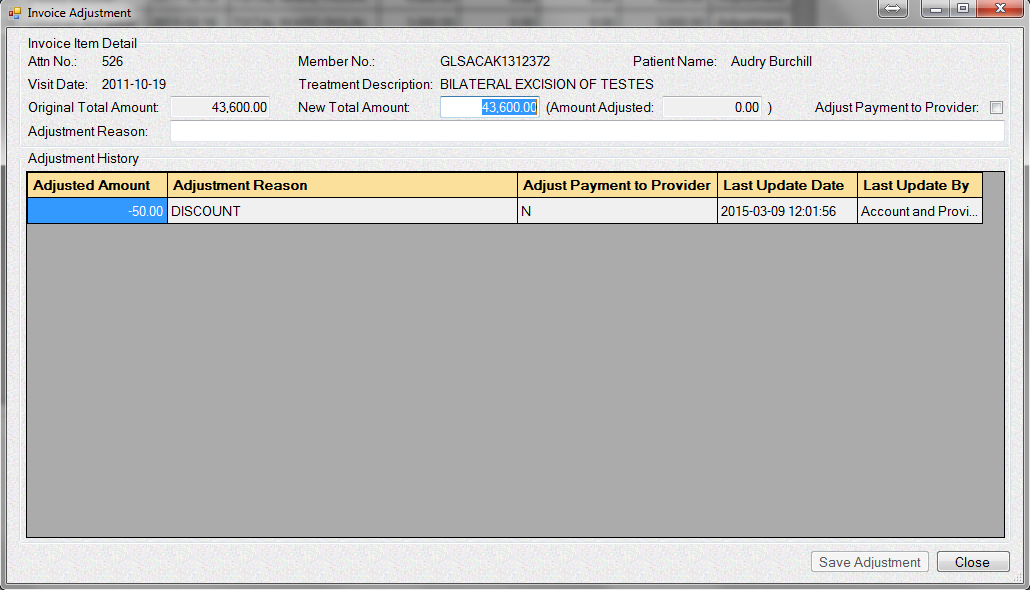 Invoice Adjustment
Invoice Item Detail
Attn No.: 526 Member No.: GLSACAK1312372 Patient Name: Audry Burchill
Visit Date: 2011-10-19 Treatment Description: BILATERAL EXCISION OF TESTES
Original Total Amount: 43,600.00 New Total Amount: 43,600.00 (Amount Adjusted: 0.00 ) Adjust Payment to Provider:
Adjustment Reason:
Adjustment History
Adjusted Amount Adjustment Reason Adjust Payment to Provider Last Update Date Last Update By
-50.00 DISCOUNT N 2015-03-09 12:01:56 Account and Provi...
Save Adjustment Close